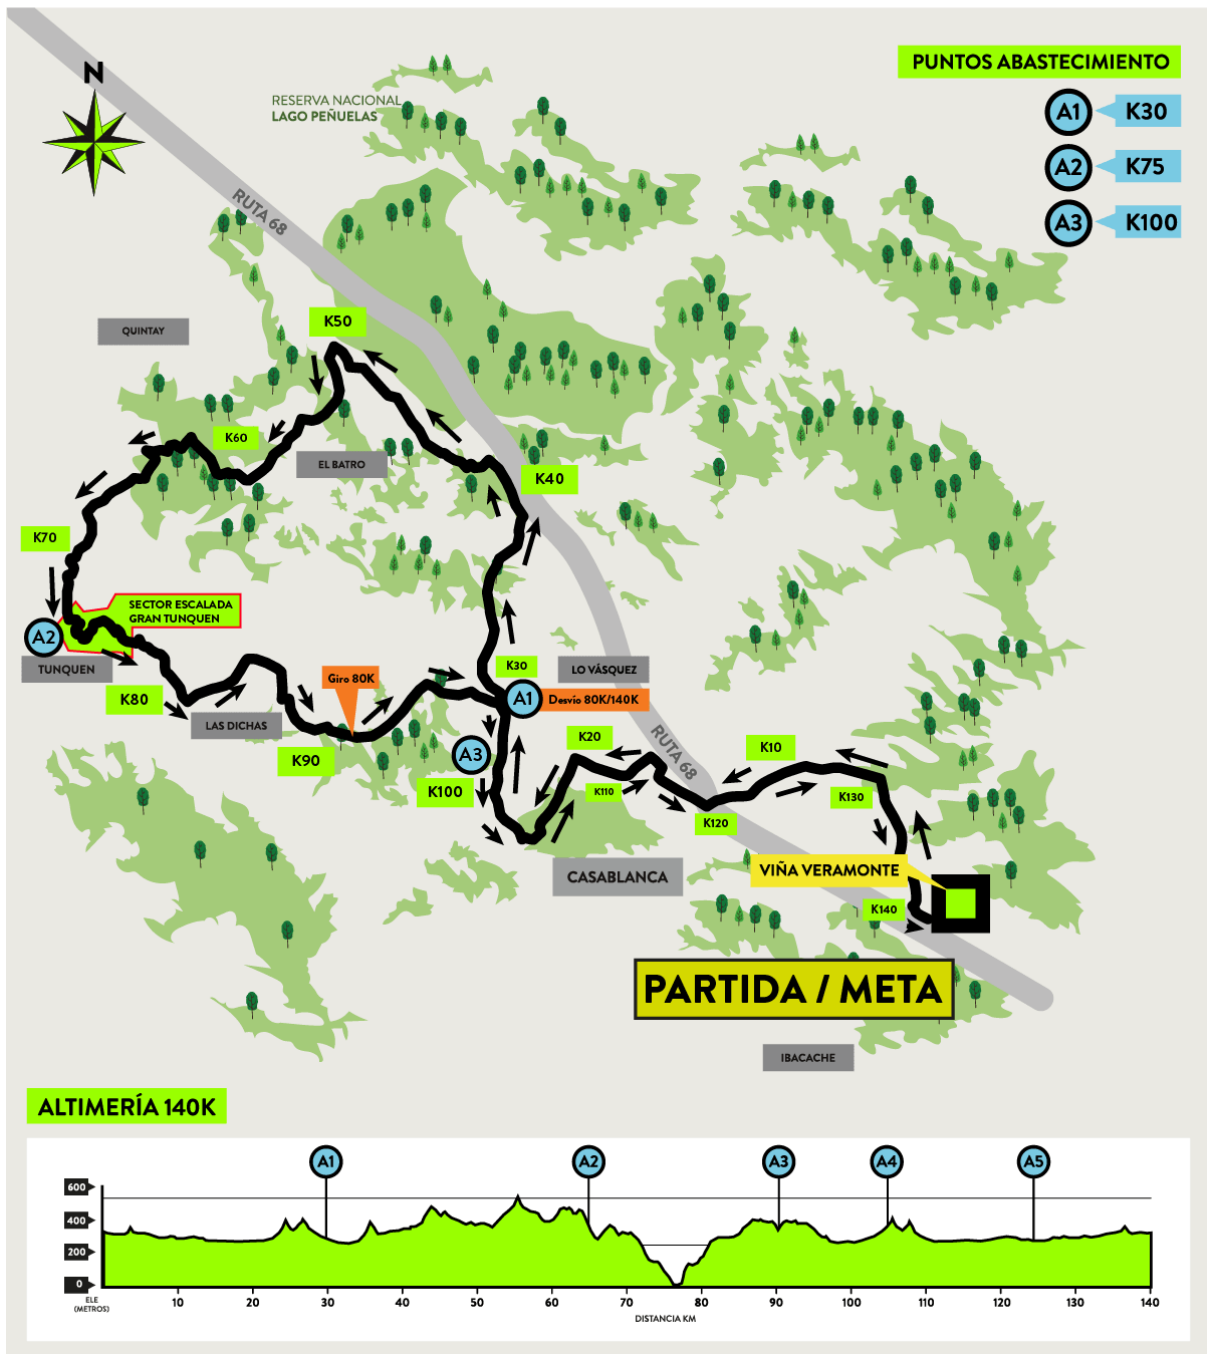 N
RESERVA NACIONAL
LAGO PEÑUELAS
PUNTOS ABASTECIMIENTO
A1 K30
A2 K75
A3 K100
RUTA 68
K50
QUINTAY
K60
EL BATRO
K40
K70
SECTOR ESCALADA
GRAN TUNQUEN
A2
TUNQUEN
K30
LO VÁSQUEZ
Giro 80K
K80
A1
Desvío 80K/140K
LAS DICHAS
K20
RUTA 68
K10
A3
K90
K100
K110
K130
K120
CASABLANCA
VIÑA VERAMONTE
K140
PARTIDA / META
IBACACHE
ALTIMERÍA 140K
A1 A2 A3 A4 A5
600
400
200
0
ELE
(METROS)
10 20 30 40 50 60 70 80 90 100 110 120 130 140
DISTANCIA KM